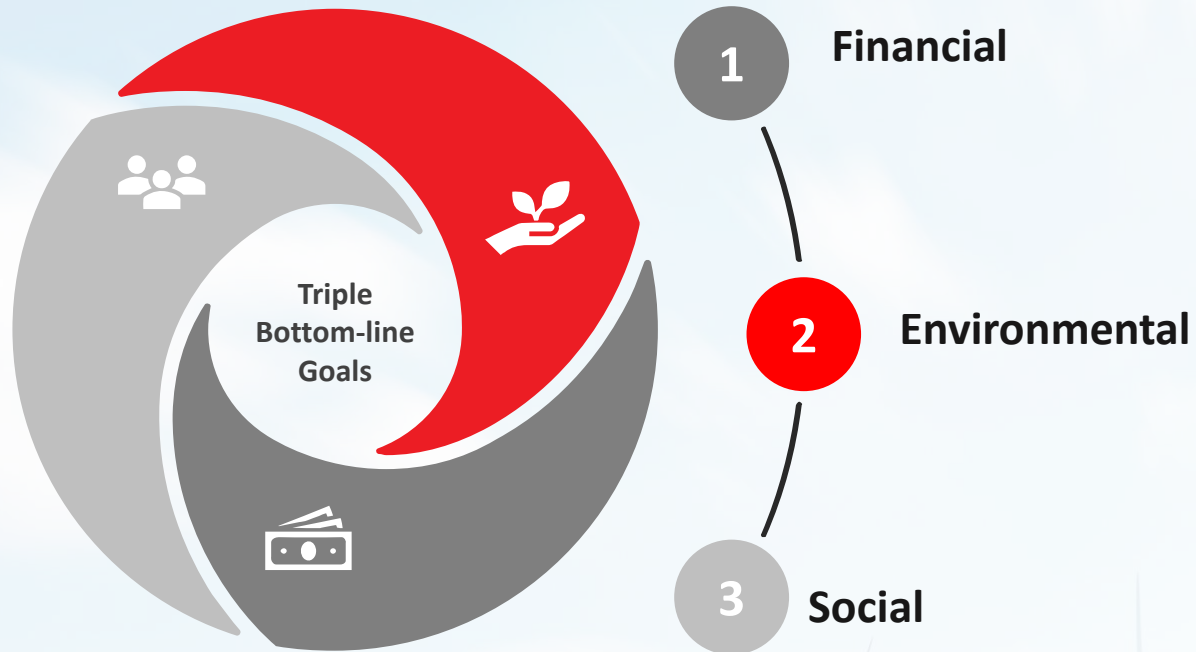 Triple
Bottom-line
Goals
1
Financial
2
Environmental
3
Social